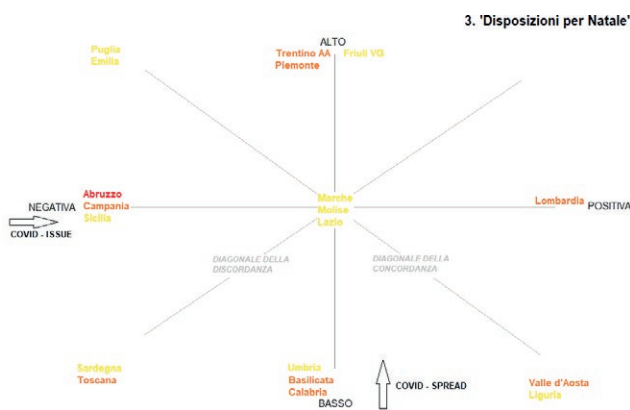 3. 'Disposizioni per Natale'
ALTO
Puglia
Emilia
Trentino AA Friuli VG
Piemonte
Abruzzo
NEGATIVA Campania
Sicilia
COVID - ISSUE
Marche
Molise
Lazio
Lombardia
POSITIVA
DIAGONALE DELLA
DISCORDANZA
DIAGONALE DELLA
CONCORDANZA
Sardegna
Toscana
Umbria
Basilicata
Calabria
BASSO
COVID - SPREAD
Valle d'Aosta
Liguria